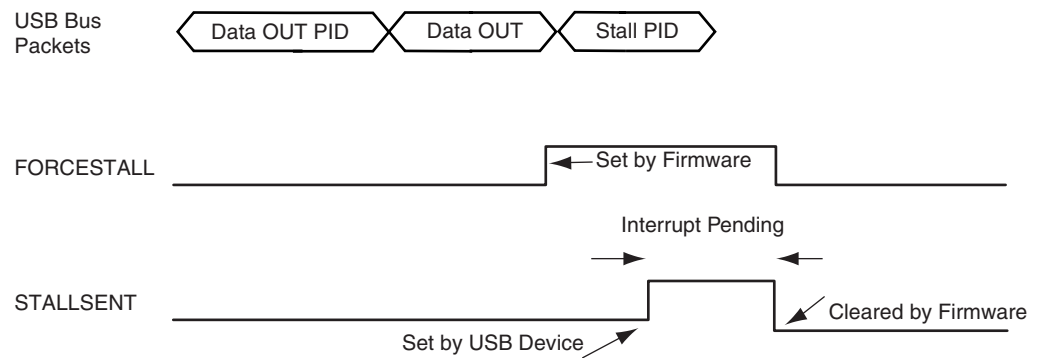 USB Bus
Packets
Data OUT PID
Data OUT
Stall PID
FORCESTALL
Set by Firmware
Interrupt Pending
STALLSENT
Cleared by Firmware
Set by USB Device